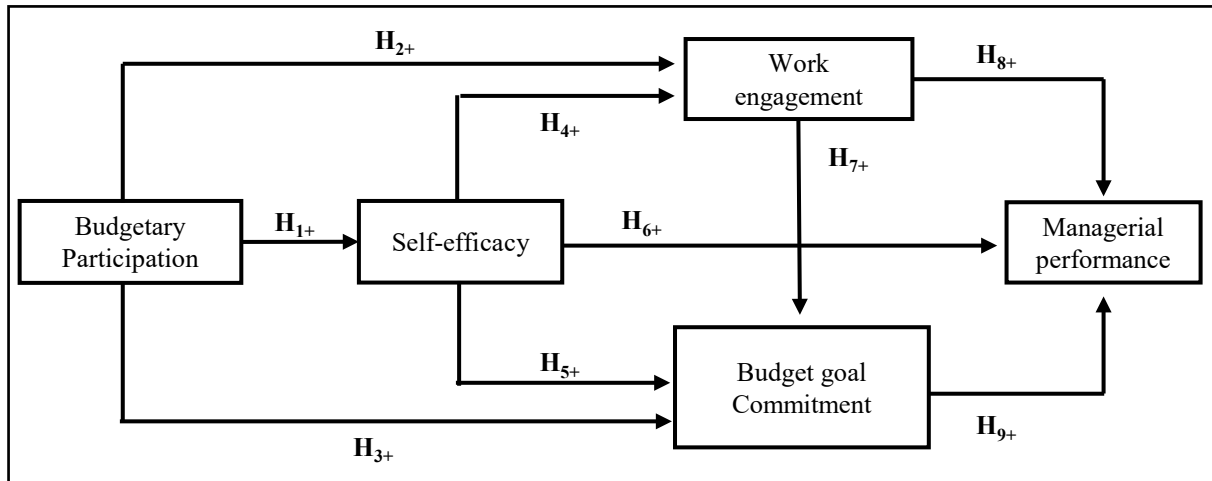 H2+
Work
engagement
H8+
H4+
H7+
Budgetary
Participation
H1+
Self-efficacy
H6+
Managerial
performance
H5+
Budget goal
Commitment
H3+
H9+